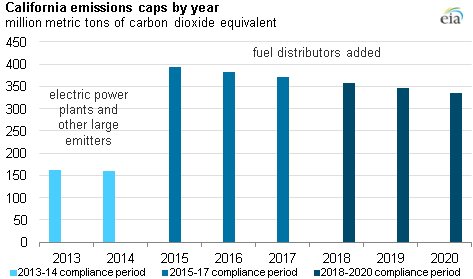 California emissions caps by year
million metric tons of carbon dioxide equivalent
eia
450
400
350
300
250
200
150
100
50
0
electric power
plants and
other large
emitters
fuel distributors added
2013 2014 2015 2016 2017 2018 2019 2020
2013-14 compliance period 2015-17 compliance period 2018-2020 compliance period